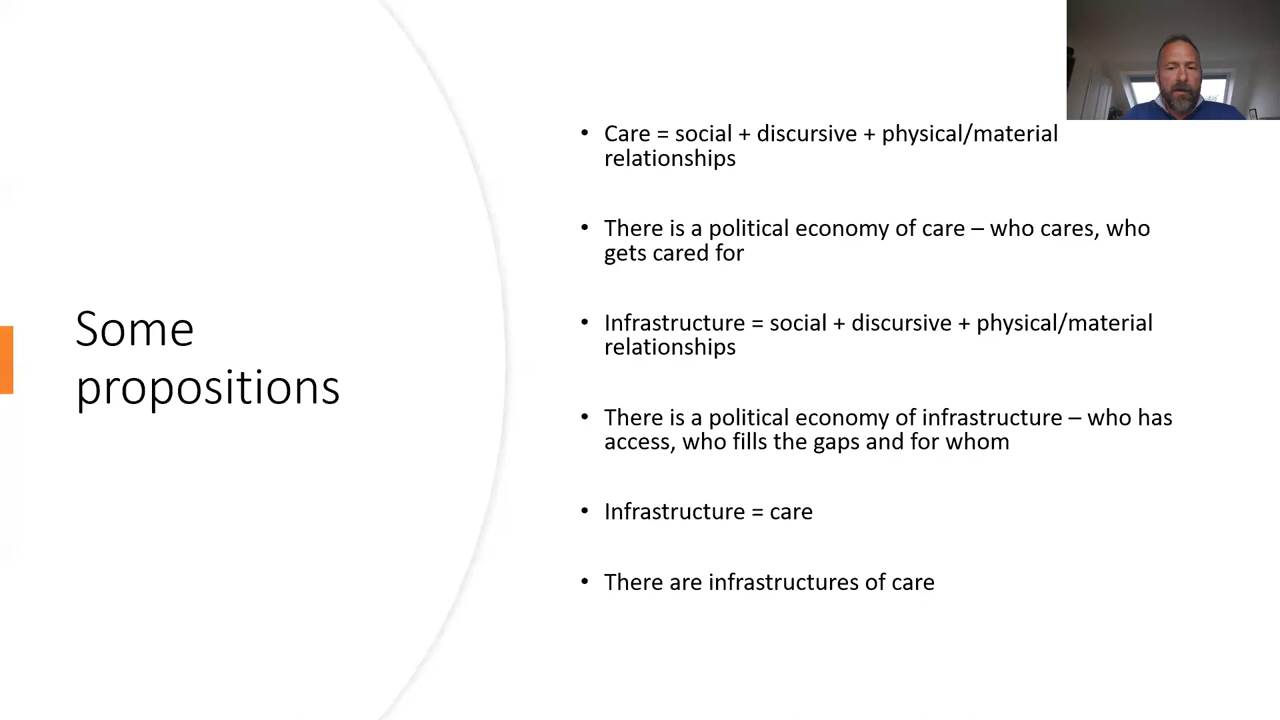 Some
propositions
• Care = social + discursive + physical/material
relationships
• There is a political economy of care – who cares, who
gets cared for
• Infrastructure = social + discursive + physical/material
relationships
• There is a political economy of infrastructure – who has
access, who fills the gaps and for whom
• Infrastructure = care
• There are infrastructures of care